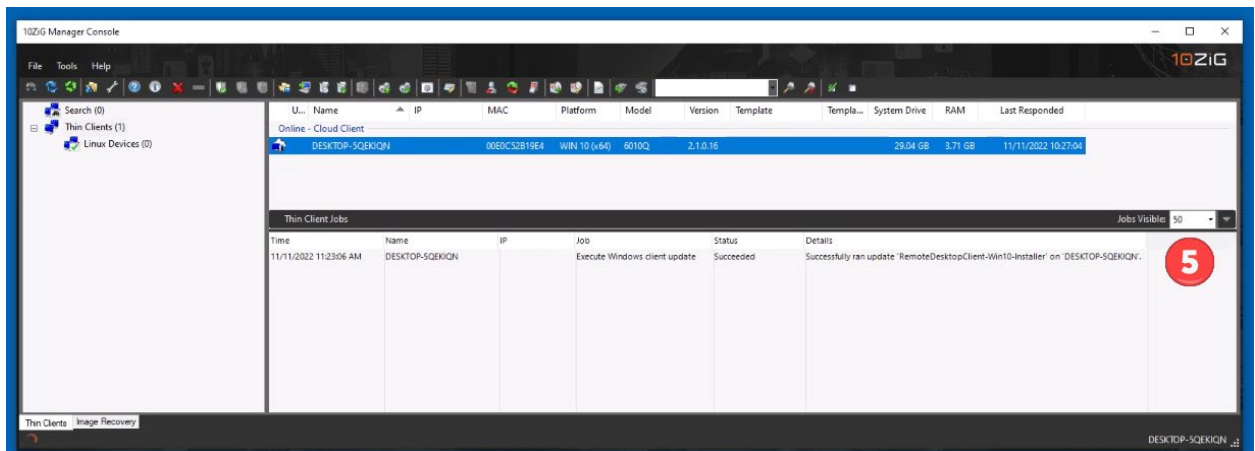 10ZiG Manager Console
File Tools Help
10ZiG
Search (0)
Thin Clients (1)
Linux Devices (0)
U... Name IP MAC Platform Model Version Template Templa... System Drive RAM Last Responded
Online - Cloud Client
DESKTOP-5QEKIQN 00E0C52B19E4 WIN 10 (x64) 6010Q 2.1.0.16 29.04 GB 3.71 GB 11/11/2022 10:27:04
Thin Client Jobs Jobs Visible: 50
Time Name IP Job Status Details
11/11/2022 11:23:06 AM DESKTOP-5QEKIQN Execute Windows client update Succeeded Successfully ran update 'RemoteDesktopClient-Win10-Installer' on 'DESKTOP-5QEKIQN'.
5
Thin Clients Image Recovery
DESKTOP-5QEKIQN